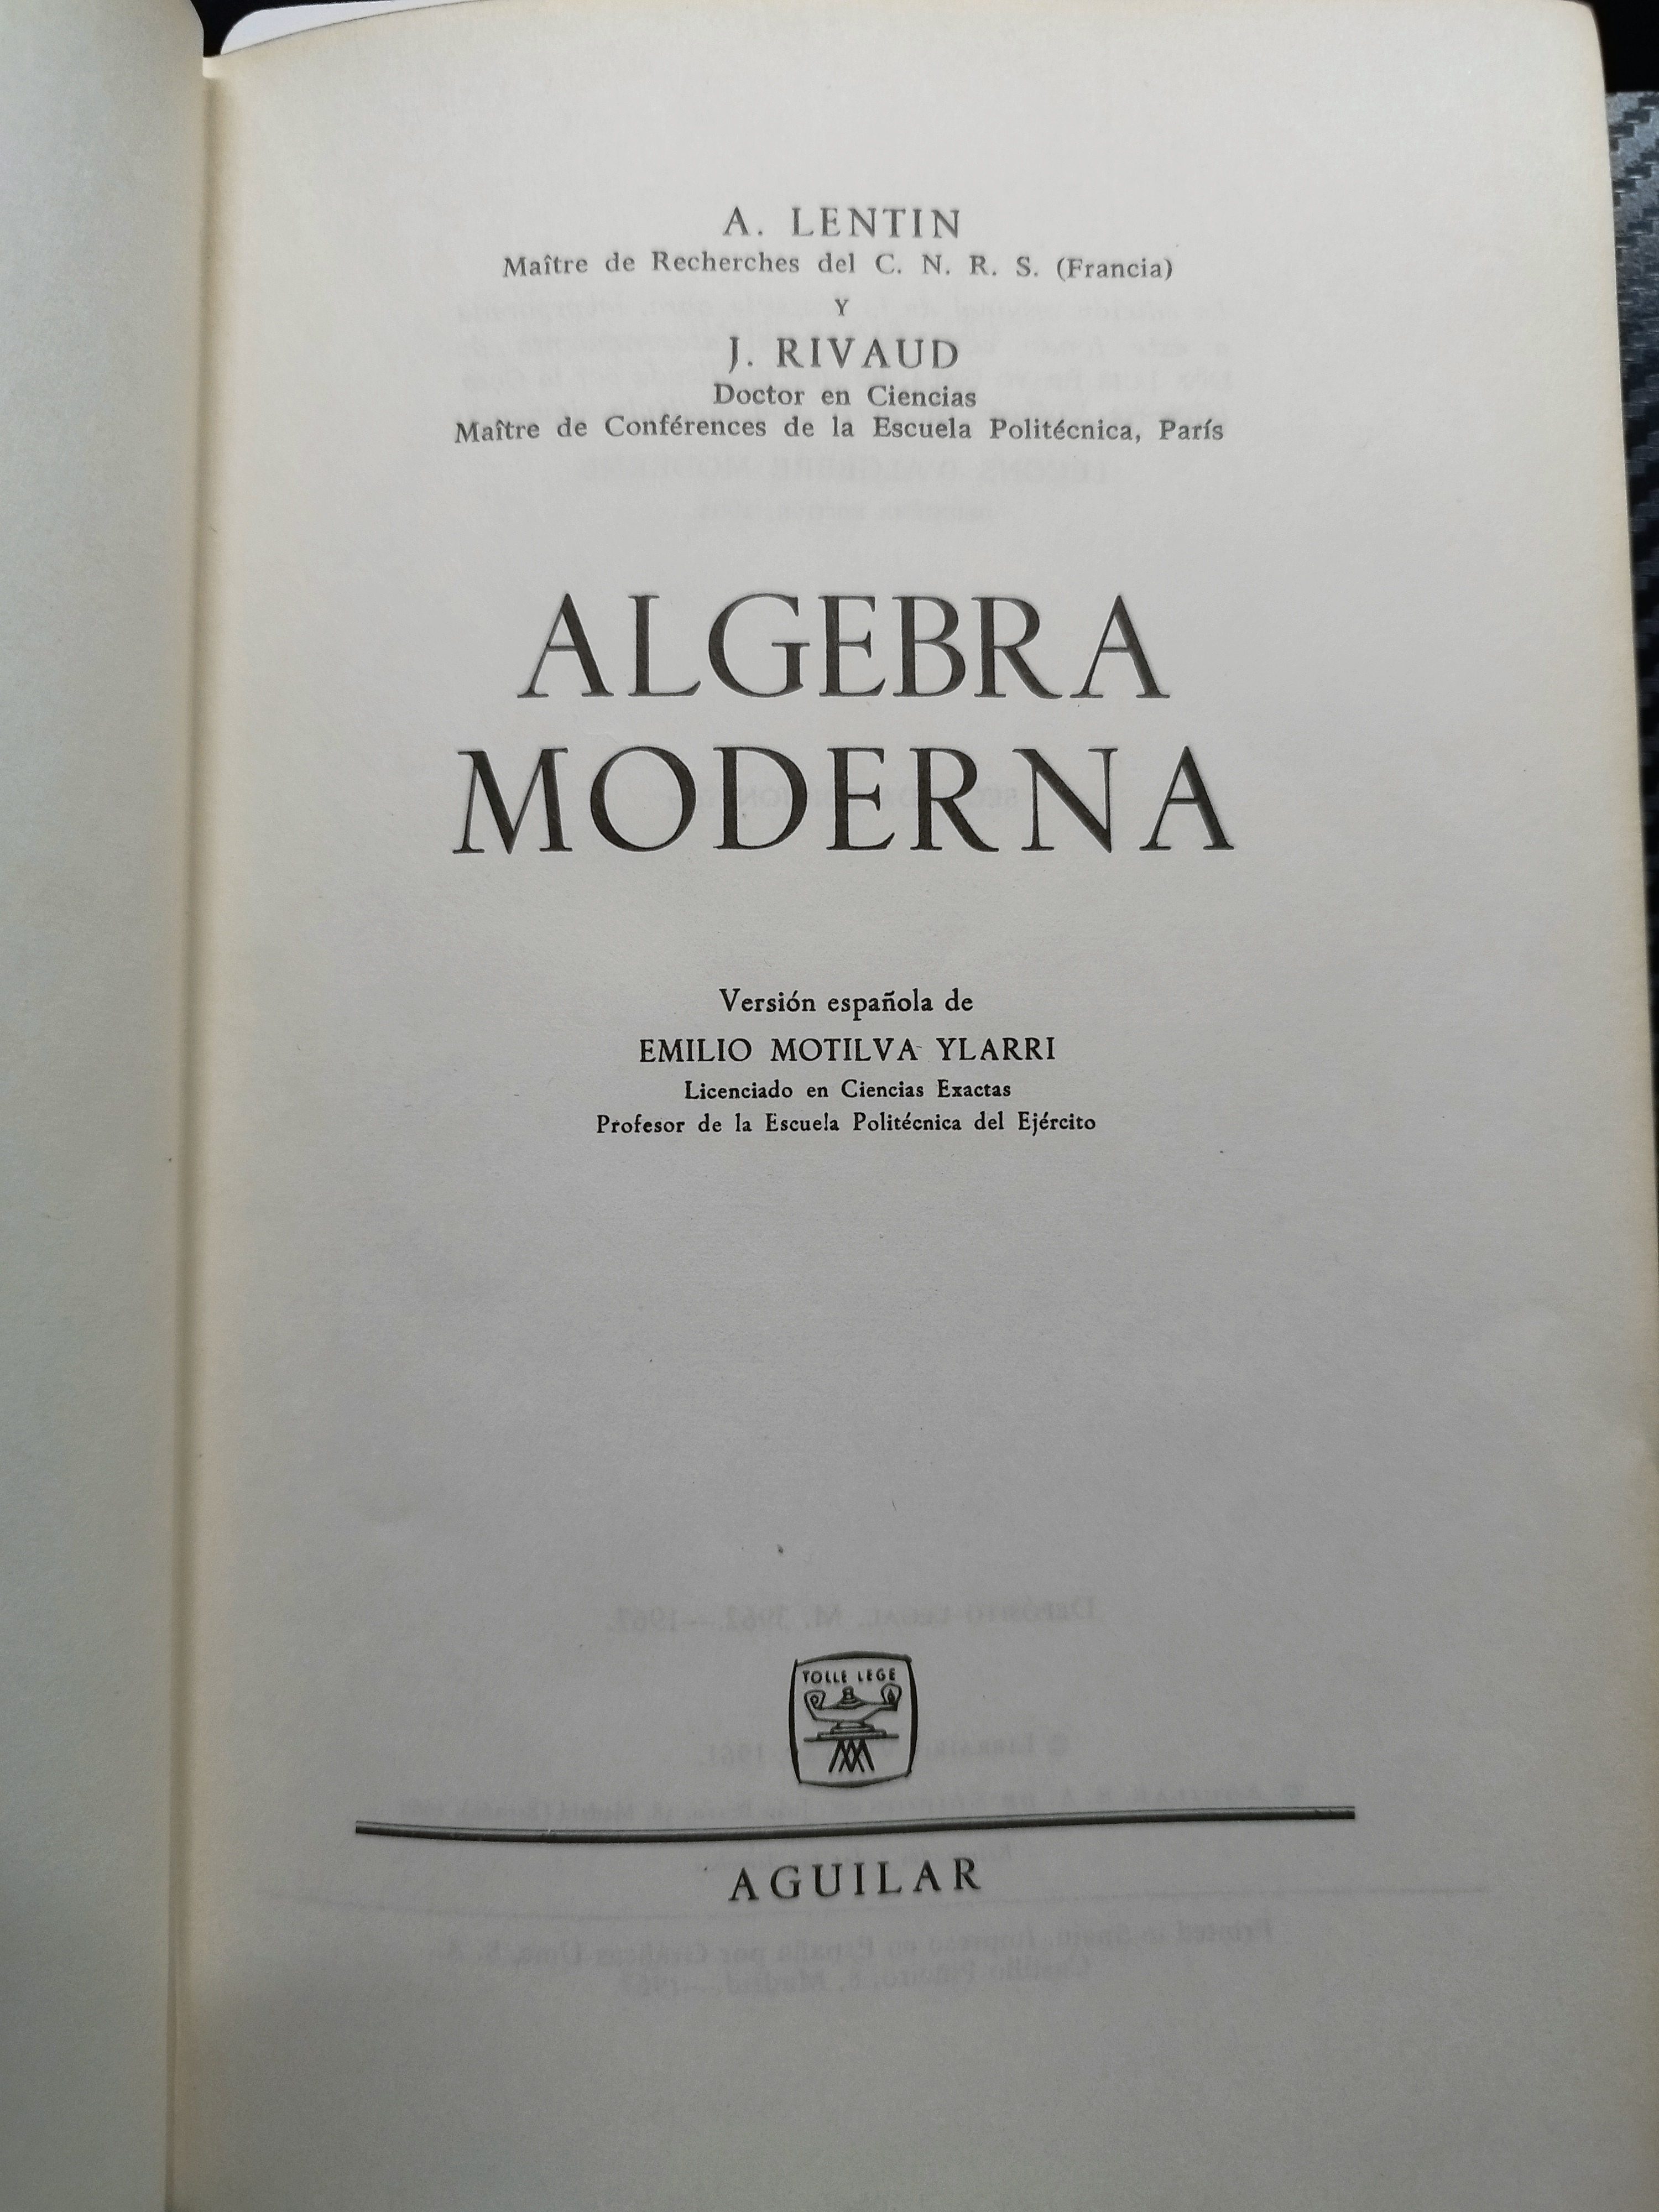 A. LENTIN
Maître de Recherches del C. N. R. S. (Francia)
Y
J. RIVAUD
Doctor en Ciencias
Maître de Conférences de la Escuela Politécnica, París
ALGEBRA
MODERNA
Versión española de
EMILIO MOTILVA YLARRI
Licenciado en Ciencias Exactas
Profesor de la Escuela Politécnica del Ejército
TOLLE LEGE
AGUILAR